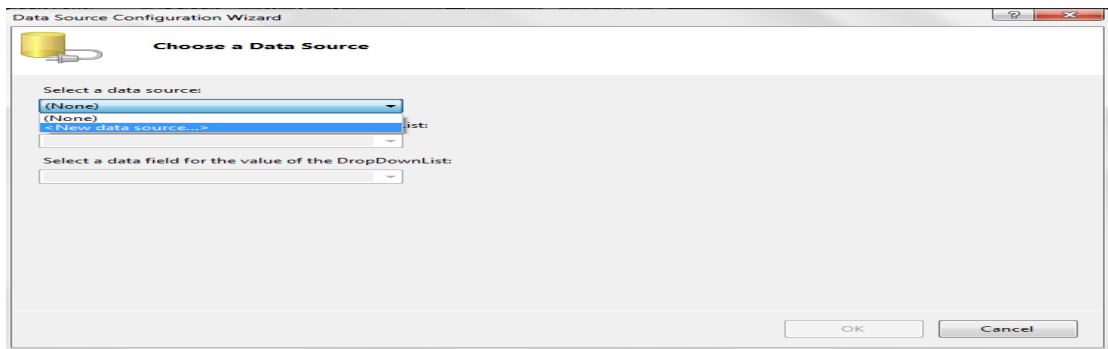 Data Source Configuration Wizard
?
Choose a Data Source
Select a data source:
(None)
(None)
<New data source...>
ist:
Select a data field for the value of the DropDownList:
OK
Cancel